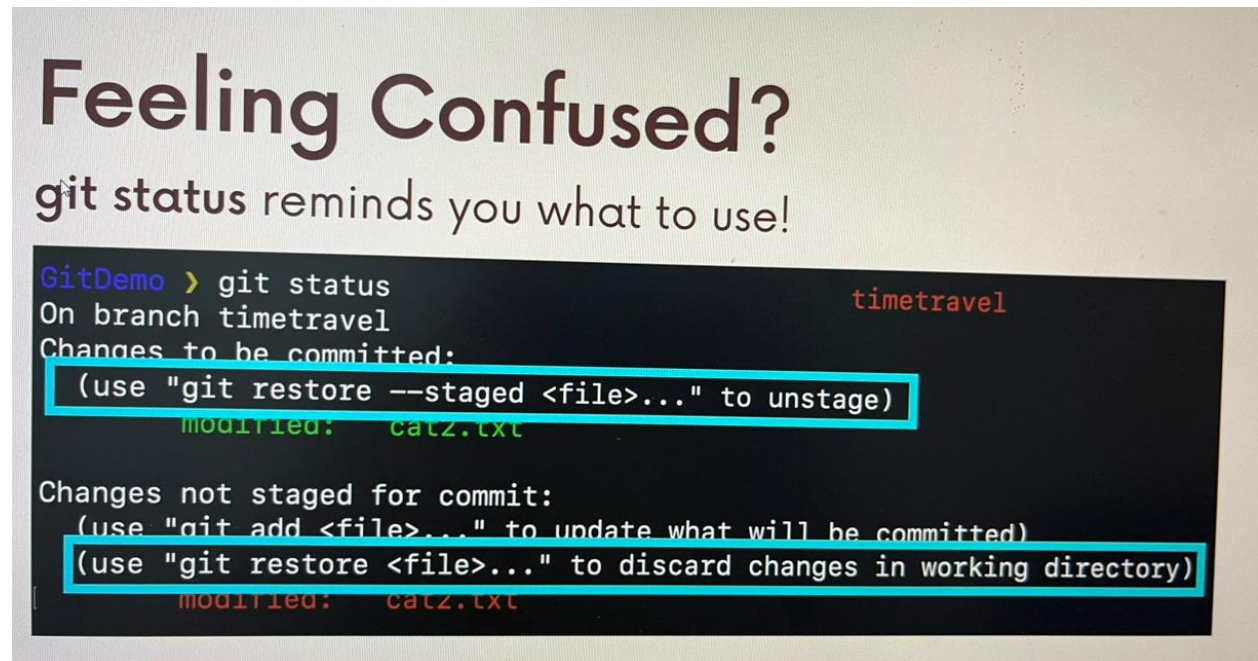 Feeling Confused?
git status reminds you what to use!
GitDemo ❯ git status
timetravel
On branch timetravel
Changes to be committed:
(use "git restore --staged <file>..." to unstage)
modified: cat2.txt
Changes not staged for commit:
(use "git add <file>..." to update what will be committed)
(use "git restore <file>..." to discard changes in working directory)
modified: cat2.txt